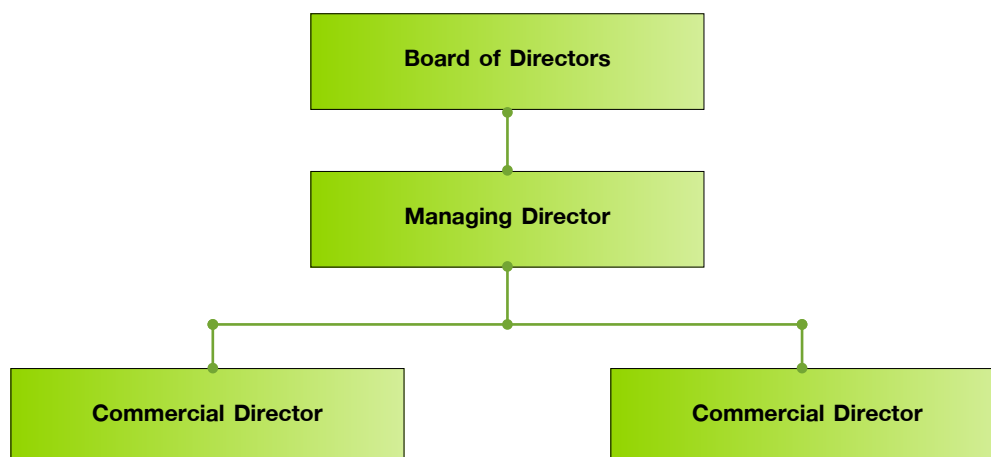 Board of Directors
Managing Director
Commercial Director
Commercial Director